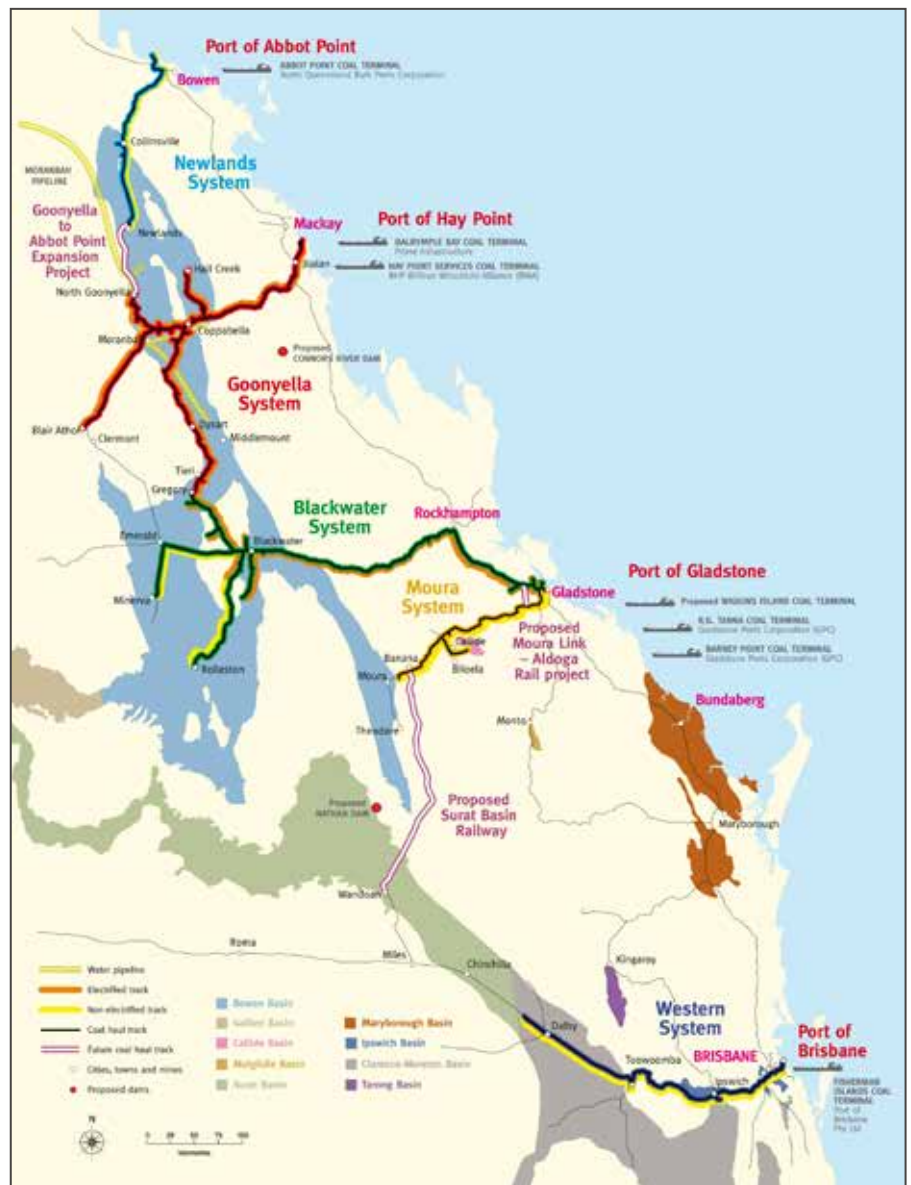 Port of Abbot Point
ABBOT POINT COAL TERMINAL
North Queensland Bulk Ports Corporation
Bowen
Collinsville
Newlands
System
MORANBAH
PIPELINE
Goonyella
to
Abbot Point
Expansion
Project
Newlands
Mackay
Port of Hay Point
DALRYMPLE BAY COAL TERMINAL
Prime Infrastructure
HAY POINT SERVICES COAL TERMINAL
BHP Billiton Mitsubishi Alliance (BMA)
Hail Creek
North Goonyella
Coppabella
Proposed
CONNORS RIVER DAM
Goonyella
System
Blair Athol
Clermont
Dysart
Middlemount
Tieri
Gregory
Blackwater
System
Rockhampton
Emerald
Blackwater
Minerva
Rolleston
Moura
System
Gladstone
Port of Gladstone
Proposed WIGGINS ISLAND COAL TERMINAL
R.G. TANNA COAL TERMINAL
Gladstone Ports Corporation (GPC)
BARNEY POINT COAL TERMINAL
Gladstone Ports Corporation (GPC)
Proposed
Moura Link
– Aldoga
Rail project
Banana
Moura
Biloela
Theodore
Monto
Bundaberg
Maryborough
Proposed
NATHAN DAM
Proposed
Surat Basin
Railway
Wandoan
Roma
Miles
Chinchilla
Kingaroy
Dalby
Western
System
Toowoomba
BRISBANE
Ipswich
Port of
Brisbane
FISHERMAN
ISLANDS COAL
TERMINAL
Port of
Brisbane
Pty Ltd
Water pipeline
Electrified track
Non-electrified track
Coal haul track
Future coal haul track
Cities, towns and mines
Proposed dams
Bowen Basin
Galilee Basin
Callide Basin
Mulgildie Basin
Surat Basin
Maryborough Basin
Ipswich Basin
Clarence-Moreton Basin
Tarong Basin
N
0 25 50 75 100
kilometres